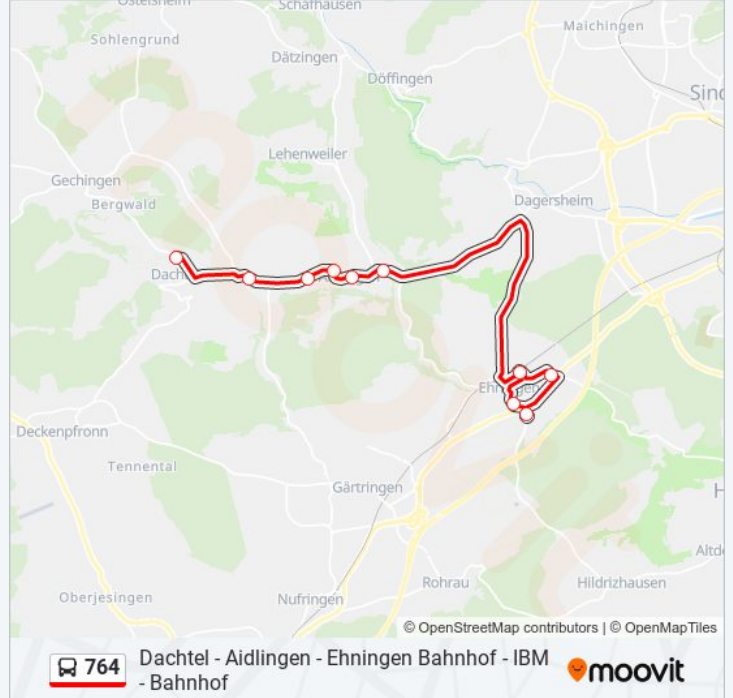 Ostelsheim
Schafhausen
Sohlengrund
Maichingen
Dätzingen
Döffingen
Sind
Lehenweiler
Gechingen
Bergwald
Dagersheim
Dach
Ehningen
Deckenpfronn
Tennental
Gärtringen
H
Altd
Rohrau
Hildrizhausen
Oberjesingen
Nufringen
© OpenStreetMap contributors | © OpenMapTiles
764
Dachtel - Aidlingen - Ehningen Bahnhof - IBM
- Bahnhof
moovit